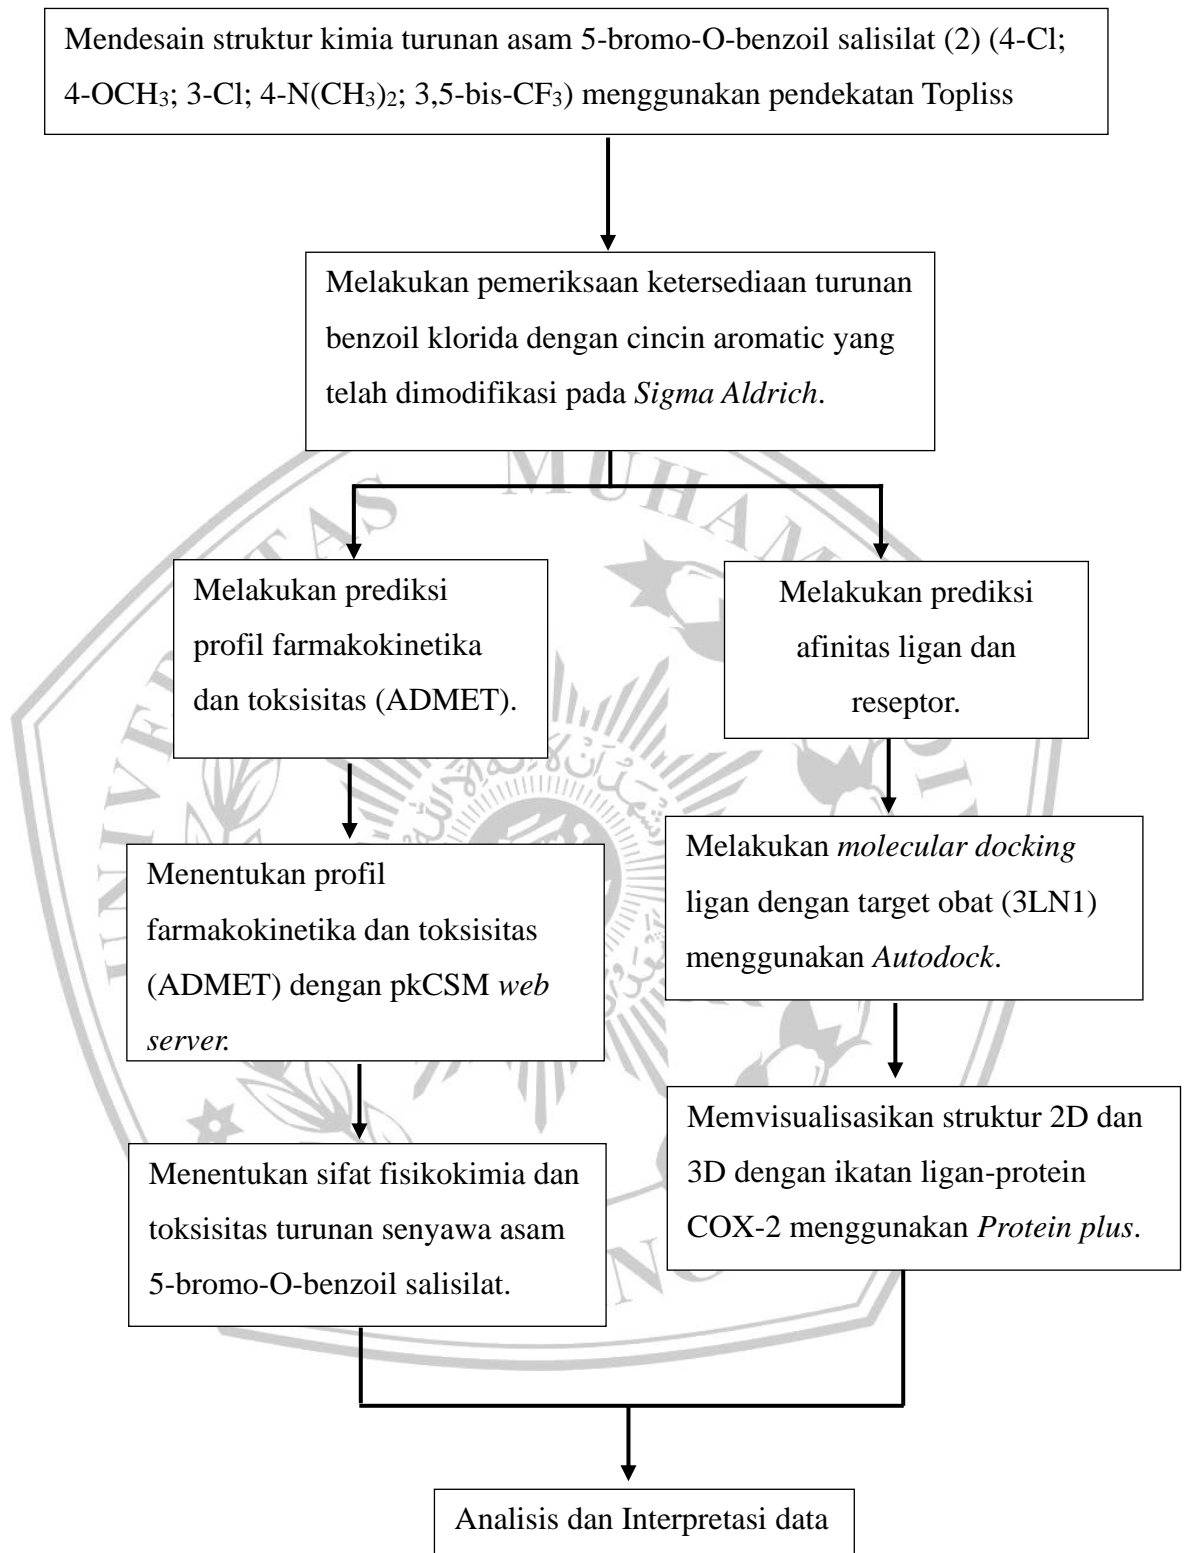 Mendesain struktur kimia turunan asam 5-bromo-O-benzoil salisilat (2) (4-Cl;
4-OCH₃; 3-Cl; 4-N(CH₃)₂; 3,5-bis-CF₃) menggunakan pendekatan Topliss
Melakukan pemeriksaan ketersediaan turunan
benzoil klorida dengan cincin aromatic yang
telah dimodifikasi pada Sigma Aldrich.
MUHAM
Melakukan prediksi
profil farmakokinetika
dan toksisitas (ADMET).
Melakukan prediksi
afinitas ligan dan
reseptor.
Menentukan profil
farmakokinetika dan toksisitas
(ADMET) dengan pkCSM web
server.
Melakukan molecular docking
ligan dengan target obat (3LN1)
menggunakan Autodock.
Menentukan sifat fisikokimia dan
toksisitas turunan senyawa asam
5-bromo-O-benzoil salisilat.
Memvisualisasikan struktur 2D dan
3D dengan ikatan ligan-protein
COX-2 menggunakan Protein plus.
Analisis dan Interpretasi data